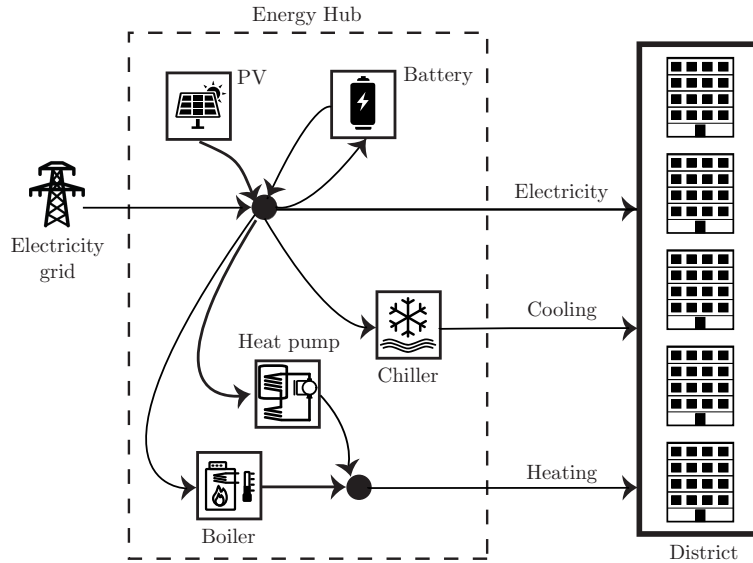 Energy Hub
PV
Battery
Electricity
grid
Electricity
Cooling
Heat pump
Chiller
Heating
Boiler
District